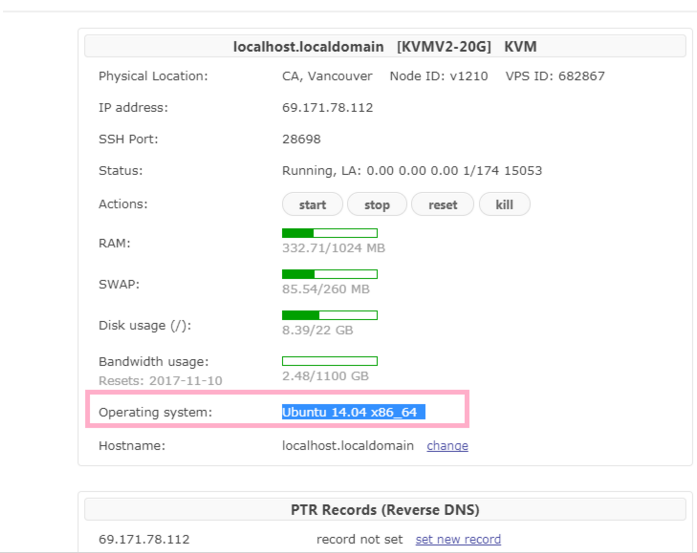 localhost.localdomain [KVMV2-20G] KVM
Physical Location: CA, Vancouver Node ID: v1210 VPS ID: 682867
IP address: 69.171.78.112
SSH Port: 28698
Status: Running, LA: 0.00 0.00 0.00 1/174 15053
Actions: start stop reset kill
RAM: 332.71/1024 MB
SWAP: 85.54/260 MB
Disk usage (/): 8.39/22 GB
Bandwidth usage:
Resets: 2017-11-10 2.48/1100 GB
Operating system: Ubuntu 14.04 x86_64
Hostname: localhost.localdomain change
PTR Records (Reverse DNS)
69.171.78.112 record not set set new record